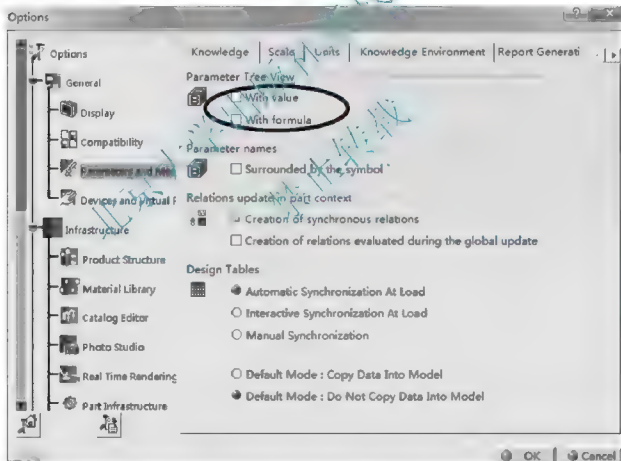 Options
Options
General
Display
Compatibility
Parameters and
Devices and Virtual F
Infrastructure
Product Structure
Material Library
Catalog Editor
Photo Studio
Real Time Rendering
Part Infrastructure
Knowledge
Scale
Units
Knowledge Environment
Report Generati
Parameter Tree View
With value
With formula
Parameter names
Surrounded by the symbol `
Relations update in part context
Creation of synchronous relations
Creation of relations evaluated during the global update
Design Tables
Automatic Synchronization At Load
Interactive Synchronization At Load
Manual Synchronization
Default Mode : Copy Data Into Model
Default Mode : Do Not Copy Data Into Model
OK
Cancel